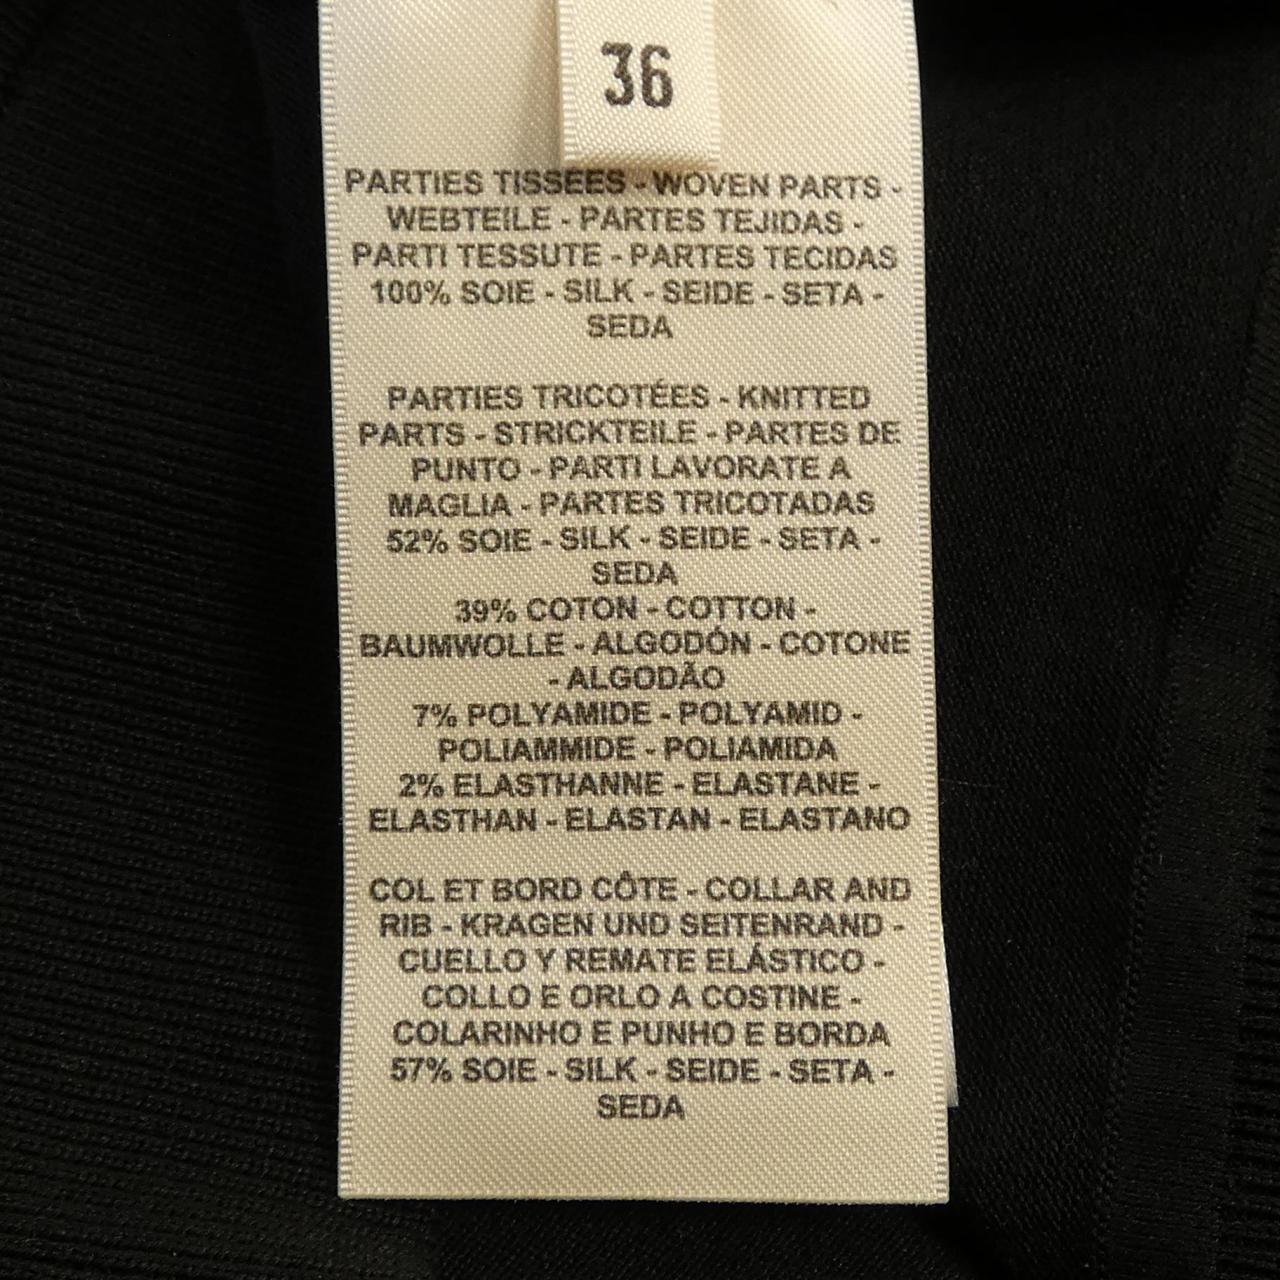 36
PARTIES TISSEES - WOVEN PARTS -
WEBTEILE - PARTES TEJIDAS -
PARTI TESSUTE - PARTES TECIDAS
100% SOIE - SILK - SEIDE - SETA -
SEDA
PARTIES TRICOTÉES - KNITTED
PARTS - STRICKTEILE - PARTES DE
PUNTO - PARTI LAVORATE A
MAGLIA - PARTES TRICOTADAS
52% SOIE - SILK - SEIDE - SETA -
SEDA
39% COTON - COTTON -
BAUMWOLLE - ALGODÓN - COTONE
- ALGODÃO
7% POLYAMIDE - POLYAMID -
POLIAMMIDE - POLIAMIDA
2% ELASTHANNE - ELASTANE -
ELASTHAN - ELASTAN - ELASTANO
COL ET BORD CÔTE - COLLAR AND
RIB - KRAGEN UND SEITENRAND -
CUELLO Y REMATE ELÁSTICO -
COLLO E ORLO A COSTINE -
COLARINHO E PUNHO E BORDA
57% SOIE - SILK - SEIDE - SETA -
SEDA